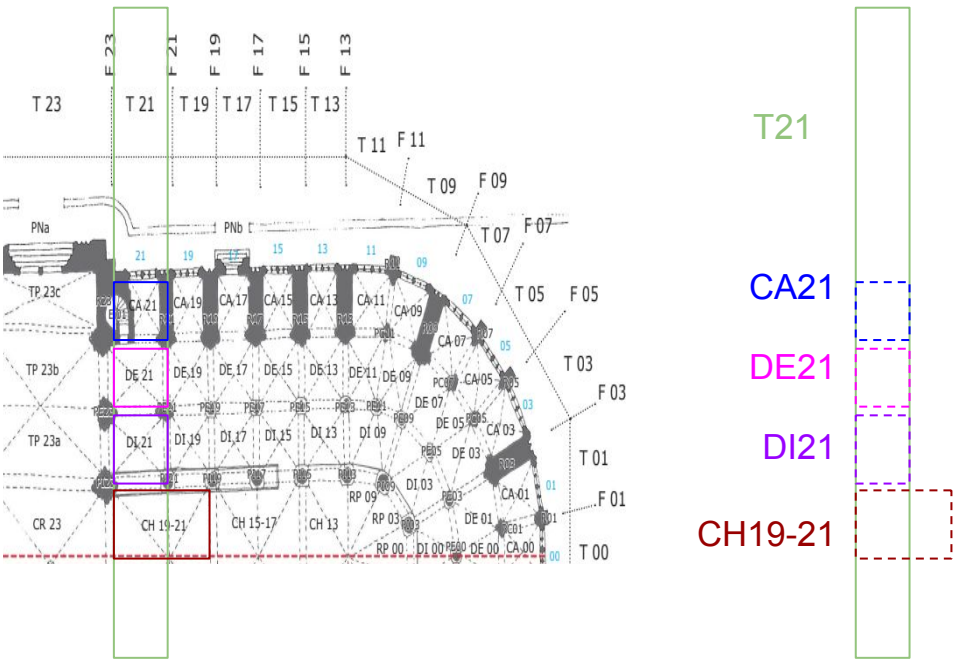 F 23
F 21
F 19
F 17
F 15
F 13
T 23
T 21
T 19
T 17
T 15
T 13
T 11
F 11
T 09
F 09
T 07
F 07
T 05
F 05
T 03
F 03
T 01
F 01
T 00
PNa
PNb
21
19
17
15
13
11
09
07
05
03
01
00
TP 23c
CA 21
CA 19
CA 17
CA 15
CA 13
CA 11
CA 09
CA 07
CA 05
CA 03
CA 01
CA 00
TP 23b
DE 21
DE 19
DE 17
DE 15
DE 13
DE 11
DE 09
DE 07
DE 05
DE 03
DE 01
DE 00
TP 23a
DI 21
DI 19
DI 17
DI 15
DI 13
DI 09
DI 03
DI 00
RP 09
RP 03
RP 00
CR 23
CH 19-21
CH 15-17
CH 13
T21
CA21
DE21
DI21
CH19-21